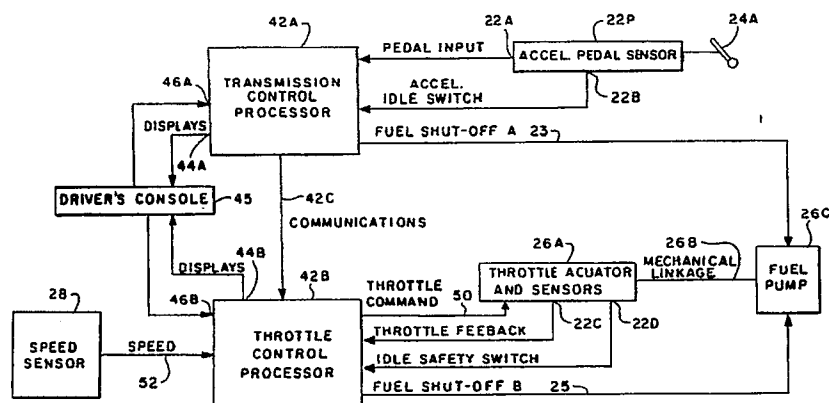 42A
22A
22P
24A
PEDAL INPUT
ACCEL. PEDAL SENSOR
46A
TRANSMISSION
CONTROL
PROCESSOR
ACCEL.
IDLE SWITCH
22B
DISPLAYS
44A
FUEL SHUT-OFF A 23
DRIVER'S CONSOLE
45
42C
COMMUNICATIONS
26C
DISPLAYS
44B
42B
26A
26B
MECHANICAL
LINKAGE
FUEL
PUMP
THROTTLE ACUATOR
AND SENSORS
46B
THROTTLE
COMMAND
50
28
SPEED
SENSOR
SPEED
52
THROTTLE
CONTROL
PROCESSOR
THROTTLE FEEBACK
22C
22D
IDLE SAFETY SWITCH
FUEL SHUT-OFF B 25